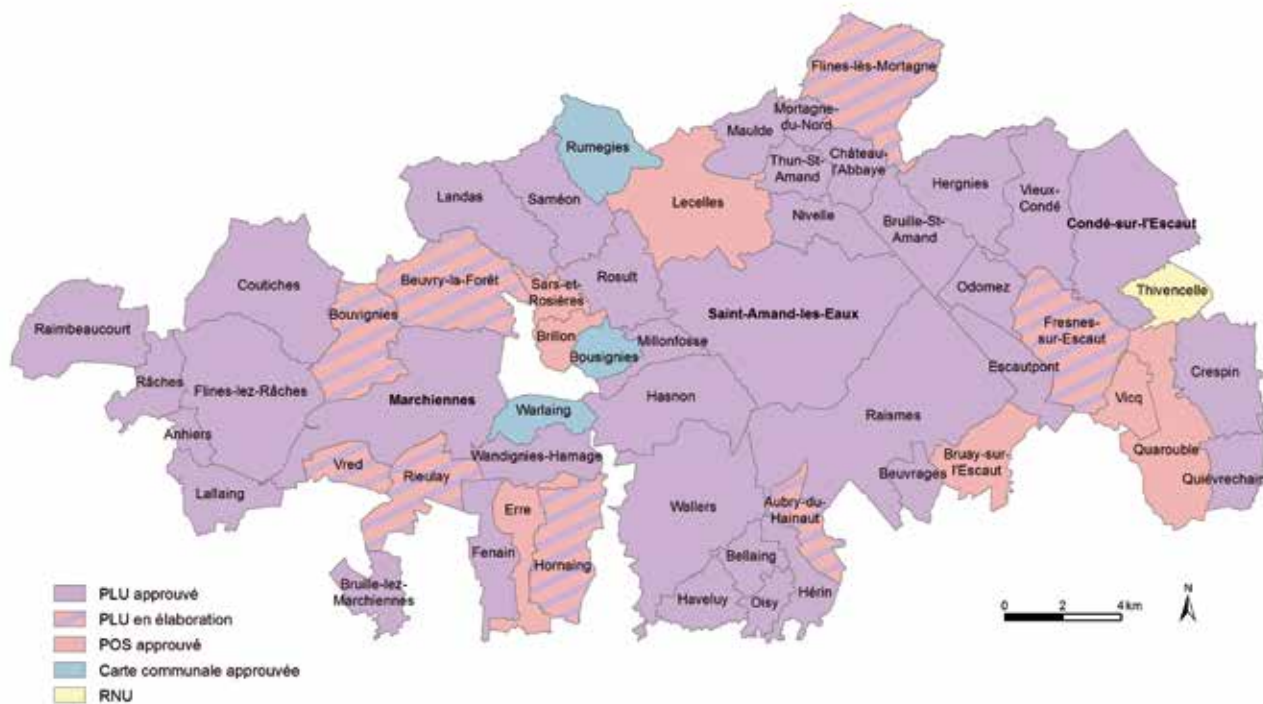 Flines-lès-Mortagne
Mortagne-
du-Nord
Maulde
Rumegies
Thun-St-
Amand
Château-
l'Abbaye
Hergnies
Vieux-
Condé
Landas
Saméon
Lecelles
Nivelle
Bruille-St-
Amand
Condé-sur-l'Escaut
Coutiches
Beuvry-la-Forêt
Rosult
Sars-et-
Rosières
Odomez
Thivencelle
Raimbeaucourt
Bouvignies
Saint-Amand-les-Eaux
Fresnes-
sur-Escaut
Brillon
Millonfosse
Bousignies
Escautpont
Crespin
Râches
Flines-lez-Râches
Marchiennes
Hasnon
Vicq
Warlaing
Raismes
Anhiers
Wandignies-Hamage
Bruay-sur-
l'Escaut
Quarouble
Vred
Rieulay
Beuvrages
Quiévrechain
Lallaing
Erre
Wallers
Aubry-du-
Hainaut
Fenain
Hornaing
Bellaing
Bruille-lez-
Marchiennes
Haveluy
Oisy
Hérin
PLU approuvé
PLU en élaboration
POS approuvé
Carte communale approuvée
RNU
0 2 4 km
N